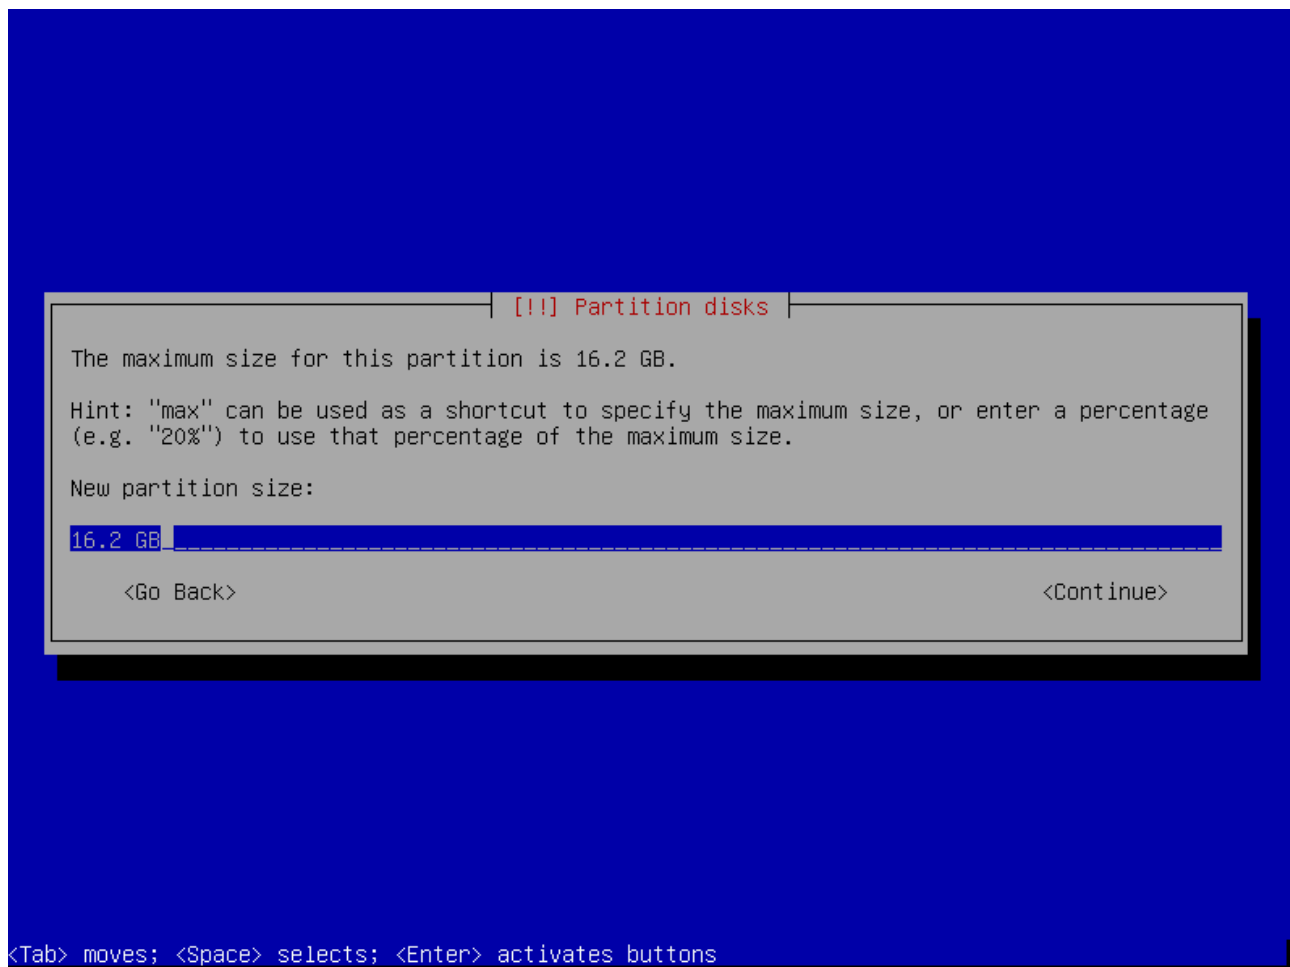 [!!] Partition disks
The maximum size for this partition is 16.2 GB.
Hint: "max" can be used as a shortcut to specify the maximum size, or enter a percentage
(e.g. "20%") to use that percentage of the maximum size.
New partition size:
16.2 GB
<Go Back> <Continue>
<Tab> moves; <Space> selects; <Enter> activates buttons